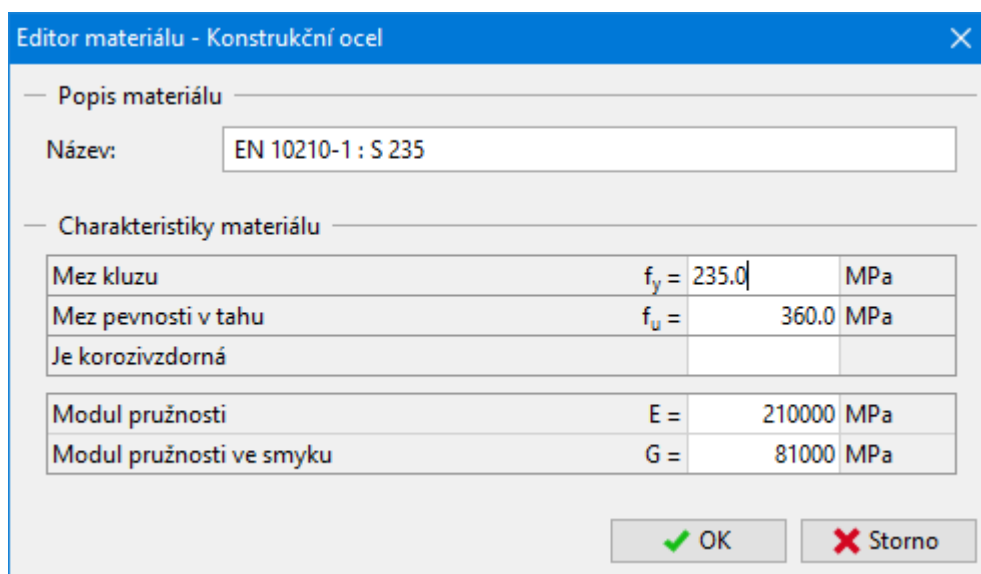 Editor materiálu - Konstrukční ocel
Popis materiálu
Název: EN 10210-1 : S 235
Charakteristiky materiálu
Mez kluzu fy = 235.0 MPa
Mez pevnosti v tahu fu = 360.0 MPa
Je korozivzdorná
Modul pružnosti E = 210000 MPa
Modul pružnosti ve smyku G = 81000 MPa
OK Storno